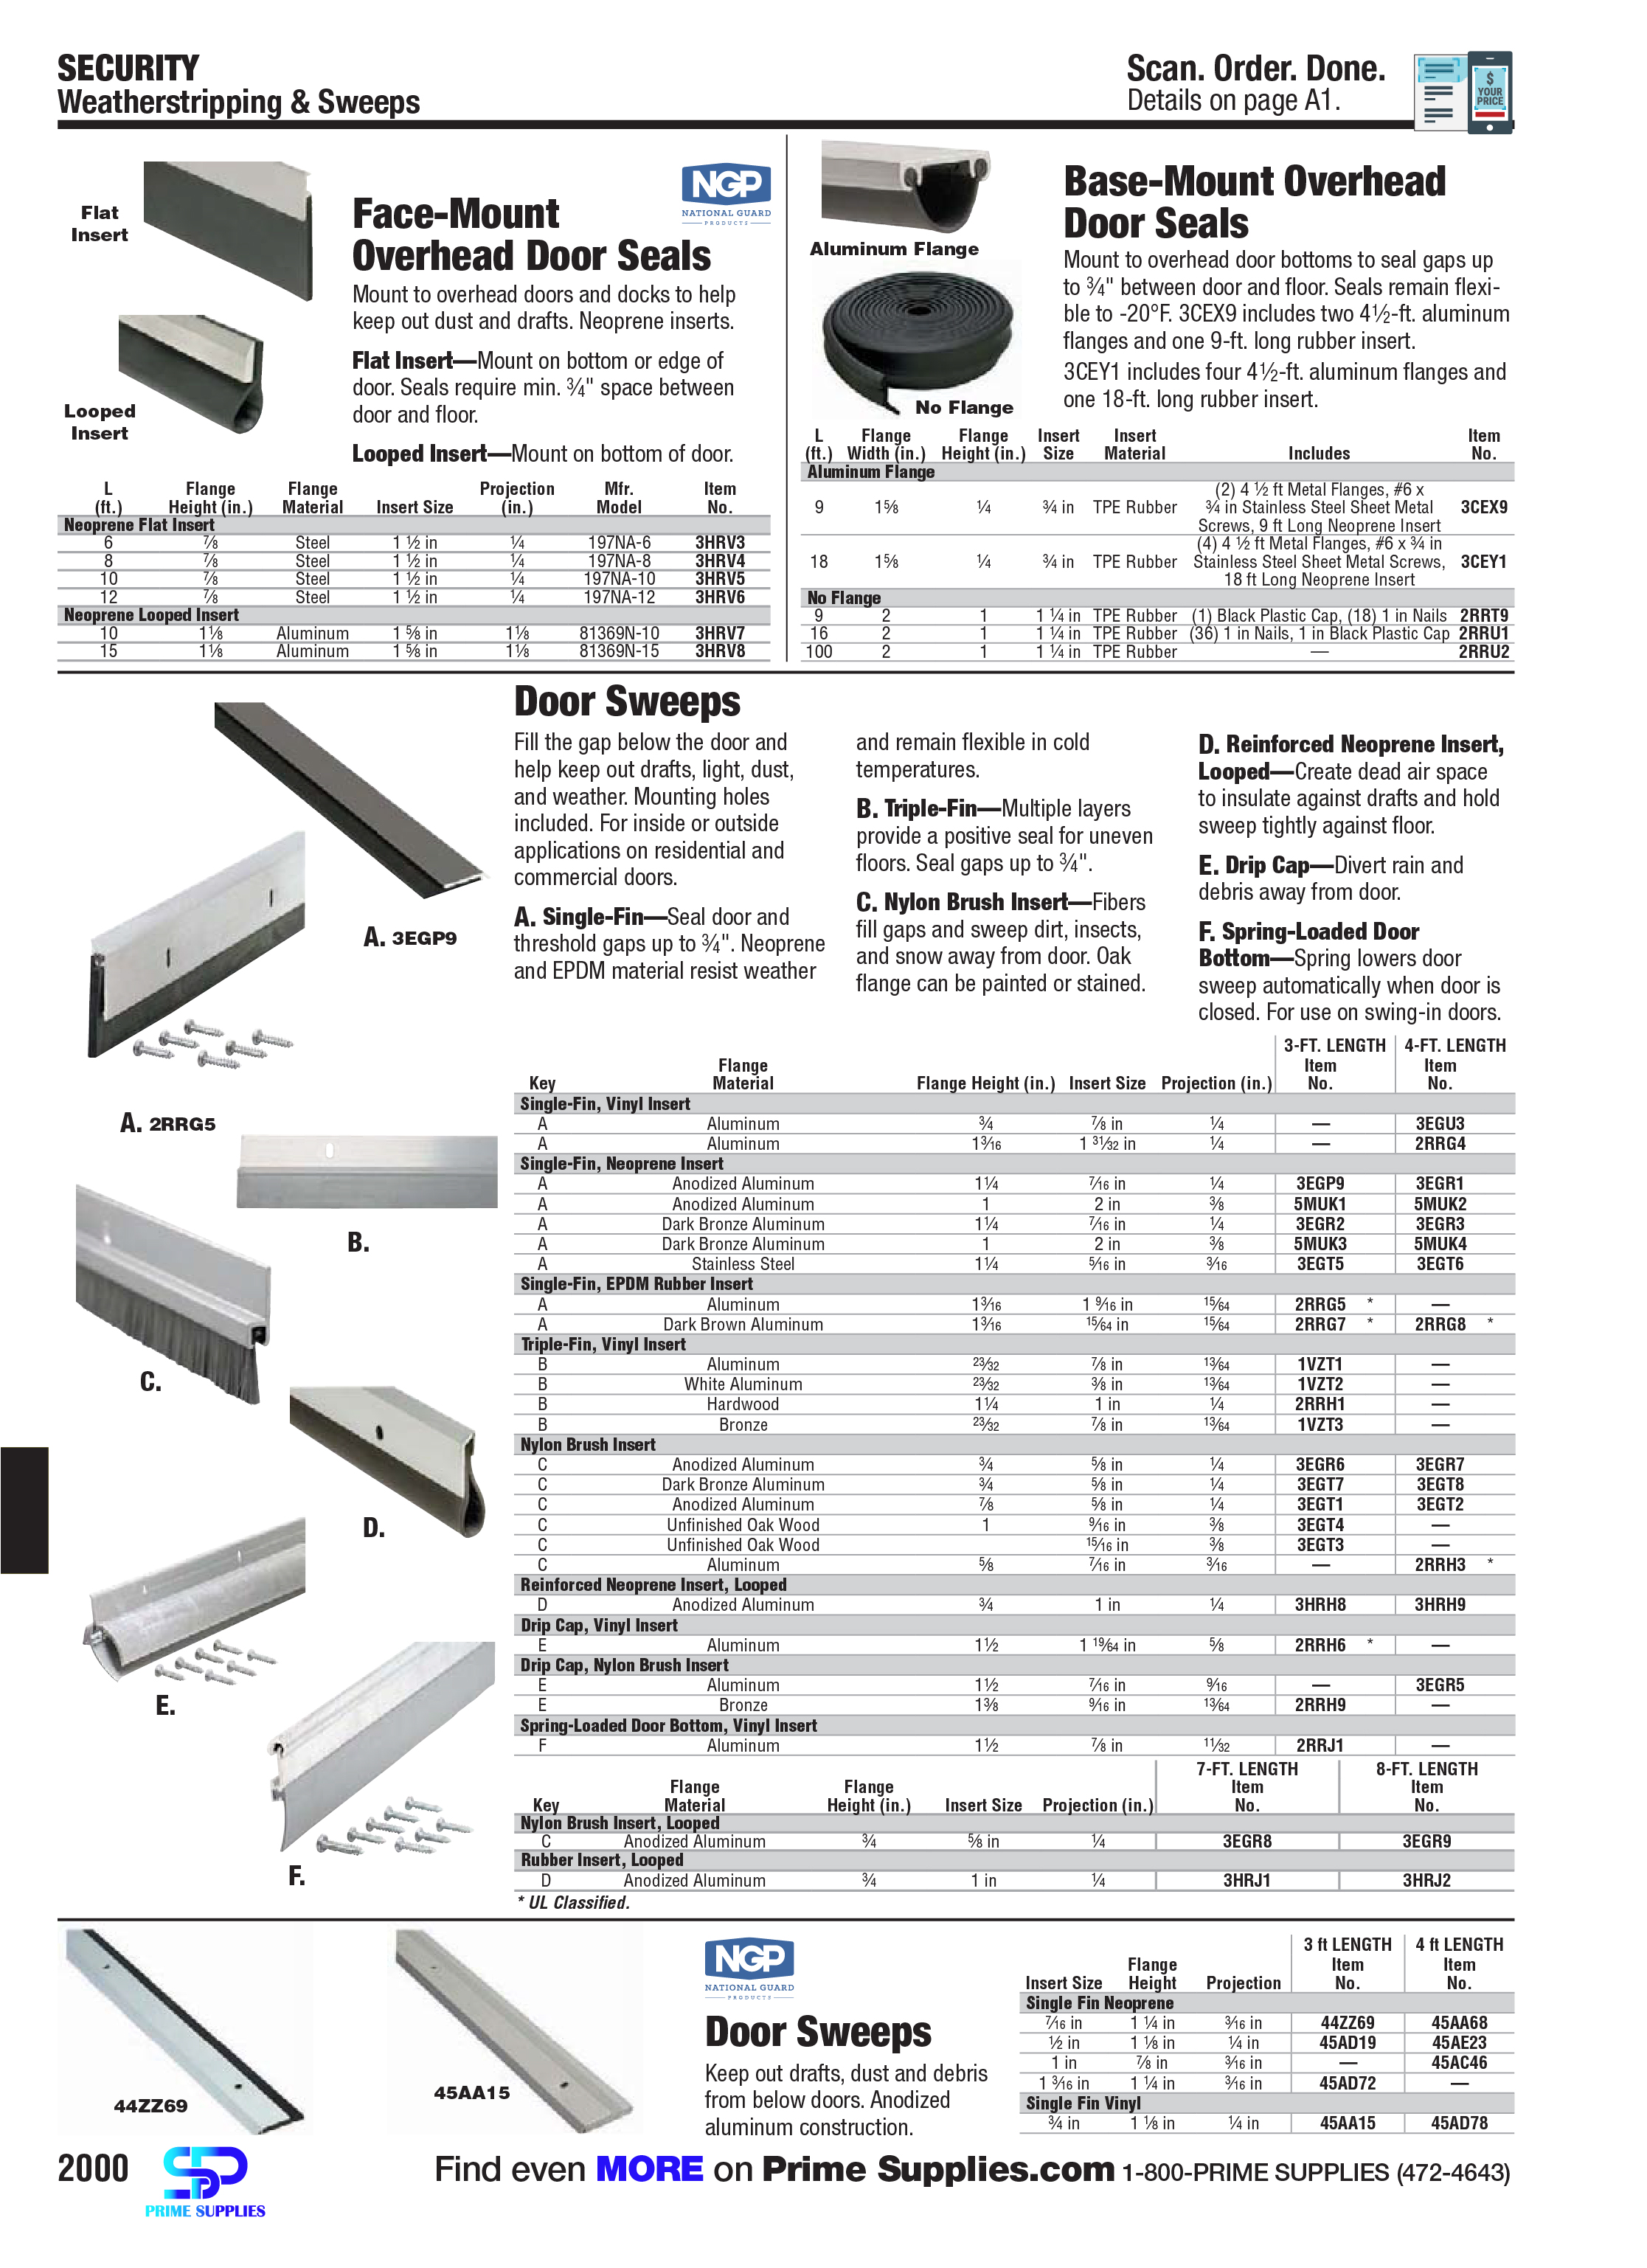 SECURITY
Weatherstripping & Sweeps
Scan. Order. Done.
Details on page A1.
$
YOUR
PRICE
Flat
Insert
Looped
Insert
NGP
NATIONAL GUARD
PRODUCTS
Face-Mount
Overhead Door Seals
Mount to overhead doors and docks to help
keep out dust and drafts. Neoprene inserts.
Flat Insert—Mount on bottom or edge of
door. Seals require min. ¾" space between
door and floor.
Looped Insert—Mount on bottom of door.
L (ft.) Flange Height (in.) Flange Material Insert Size Projection (in.) Mfr. Model Item No.
Neoprene Flat Insert
6 ⅞ Steel 1 ½ in ¼ 197NA-6 3HRV3
8 ⅞ Steel 1 ½ in ¼ 197NA-8 3HRV4
10 ⅞ Steel 1 ½ in ¼ 197NA-10 3HRV5
12 ⅞ Steel 1 ½ in ¼ 197NA-12 3HRV6
Neoprene Looped Insert
10 1⅛ Aluminum 1 ⅝ in 1⅛ 81369N-10 3HRV7
15 1⅛ Aluminum 1 ⅝ in 1⅛ 81369N-15 3HRV8
Aluminum Flange
No Flange
Base-Mount Overhead
Door Seals
Mount to overhead door bottoms to seal gaps up
to ¾" between door and floor. Seals remain flexi-
ble to -20°F. 3CEX9 includes two 4½-ft. aluminum
flanges and one 9-ft. long rubber insert.
3CEY1 includes four 4½-ft. aluminum flanges and
one 18-ft. long rubber insert.
L (ft.) Flange Width (in.) Flange Height (in.) Insert Size Insert Material Includes Item No.
Aluminum Flange
9 1⅝ ¼ ¾ in TPE Rubber (2) 4 ½ ft Metal Flanges, #6 x ¾ in Stainless Steel Sheet Metal Screws, 9 ft Long Neoprene Insert 3CEX9
18 1⅝ ¼ ¾ in TPE Rubber (4) 4 ½ ft Metal Flanges, #6 x ¾ in Stainless Steel Sheet Metal Screws, 18 ft Long Neoprene Insert 3CEY1
No Flange
9 2 1 1 ¼ in TPE Rubber (1) Black Plastic Cap, (18) 1 in Nails 2RRT9
16 2 1 1 ¼ in TPE Rubber (36) 1 in Nails, 1 in Black Plastic Cap 2RRU1
100 2 1 1 ¼ in TPE Rubber — 2RRU2
A. 3EGP9
A. 2RRG5
B.
C.
D.
E.
F.
Door Sweeps
Fill the gap below the door and
help keep out drafts, light, dust,
and weather. Mounting holes
included. For inside or outside
applications on residential and
commercial doors.
A. Single-Fin—Seal door and
threshold gaps up to ¾". Neoprene
and EPDM material resist weather
and remain flexible in cold
temperatures.
B. Triple-Fin—Multiple layers
provide a positive seal for uneven
floors. Seal gaps up to ¾".
C. Nylon Brush Insert—Fibers
fill gaps and sweep dirt, insects,
and snow away from door. Oak
flange can be painted or stained.
D. Reinforced Neoprene Insert,
Looped—Create dead air space
to insulate against drafts and hold
sweep tightly against floor.
E. Drip Cap—Divert rain and
debris away from door.
F. Spring-Loaded Door
Bottom—Spring lowers door
sweep automatically when door is
closed. For use on swing-in doors.
Key Flange Material Flange Height (in.) Insert Size Projection (in.) 3-FT. LENGTH Item No. 4-FT. LENGTH Item No.
Single-Fin, Vinyl Insert
A Aluminum ¾ ⅞ in ¼ — 3EGU3
A Aluminum 1³⁄₁₆ 1 ³¹⁄₃₂ in ¼ — 2RRG4
Single-Fin, Neoprene Insert
A Anodized Aluminum 1¼ ⁷⁄₁₆ in ¼ 3EGP9 3EGR1
A Anodized Aluminum 1 2 in ⅜ 5MUK1 5MUK2
A Dark Bronze Aluminum 1¼ ⁷⁄₁₆ in ¼ 3EGR2 3EGR3
A Dark Bronze Aluminum 1 2 in ⅜ 5MUK3 5MUK4
A Stainless Steel 1¼ ⁵⁄₁₆ in ³⁄₁₆ 3EGT5 3EGT6
Single-Fin, EPDM Rubber Insert
A Aluminum 1³⁄₁₆ 1 ⁹⁄₁₆ in ¹⁵⁄₆₄ 2RRG5 * —
A Dark Brown Aluminum 1³⁄₁₆ ¹⁵⁄₆₄ in ¹⁵⁄₆₄ 2RRG7 * 2RRG8 *
Triple-Fin, Vinyl Insert
B Aluminum ²³⁄₃₂ ⅞ in ¹³⁄₆₄ 1VZT1 —
B White Aluminum ²³⁄₃₂ ⅜ in ¹³⁄₆₄ 1VZT2 —
B Hardwood 1¼ 1 in ¼ 2RRH1 —
B Bronze ²³⁄₃₂ ⅞ in ¹³⁄₆₄ 1VZT3 —
Nylon Brush Insert
C Anodized Aluminum ¾ ⅝ in ¼ 3EGR6 3EGR7
C Dark Bronze Aluminum ¾ ⅝ in ¼ 3EGT7 3EGT8
C Anodized Aluminum ⅞ ⅝ in ¼ 3EGT1 3EGT2
C Unfinished Oak Wood 1 ⁹⁄₁₆ in ⅜ 3EGT4 —
C Unfinished Oak Wood ¹⁵⁄₁₆ in ⅜ 3EGT3 —
C Aluminum ⅝ ⁷⁄₁₆ in ³⁄₁₆ — 2RRH3 *
Reinforced Neoprene Insert, Looped
D Anodized Aluminum ¾ 1 in ¼ 3HRH8 3HRH9
Drip Cap, Vinyl Insert
E Aluminum 1½ 1 ¹⁹⁄₆₄ in ⅝ 2RRH6 * —
Drip Cap, Nylon Brush Insert
E Aluminum 1½ ⁷⁄₁₆ in ⁹⁄₁₆ — 3EGR5
E Bronze 1⅜ ⁹⁄₁₆ in ¹³⁄₆₄ 2RRH9 —
Spring-Loaded Door Bottom, Vinyl Insert
F Aluminum 1½ ⅞ in ¹¹⁄₃₂ 2RRJ1 —
Key Flange Material Flange Height (in.) Insert Size Projection (in.) 7-FT. LENGTH Item No. 8-FT. LENGTH Item No.
Nylon Brush Insert, Looped
C Anodized Aluminum ¾ ⅝ in ¼ 3EGR8 3EGR9
Rubber Insert, Looped
D Anodized Aluminum ¾ 1 in ¼ 3HRJ1 3HRJ2
* UL Classified.
44ZZ69
45AA15
NGP
NATIONAL GUARD
PRODUCTS
Door Sweeps
Keep out drafts, dust and debris
from below doors. Anodized
aluminum construction.
Insert Size Flange Height Projection 3 ft LENGTH Item No. 4 ft LENGTH Item No.
Single Fin Neoprene
⁷⁄₁₆ in 1 ¼ in ³⁄₁₆ in 44ZZ69 45AA68
½ in 1 ⅛ in ¼ in 45AD19 45AE23
1 in ⅞ in ³⁄₁₆ in — 45AC46
1 ³⁄₁₆ in 1 ¼ in ³⁄₁₆ in 45AD72 —
Single Fin Vinyl
¾ in 1 ⅛ in ¼ in 45AA15 45AD78
2000
PRIME SUPPLIES
Find even MORE on Prime Supplies.com 1-800-PRIME SUPPLIES (472-4643)